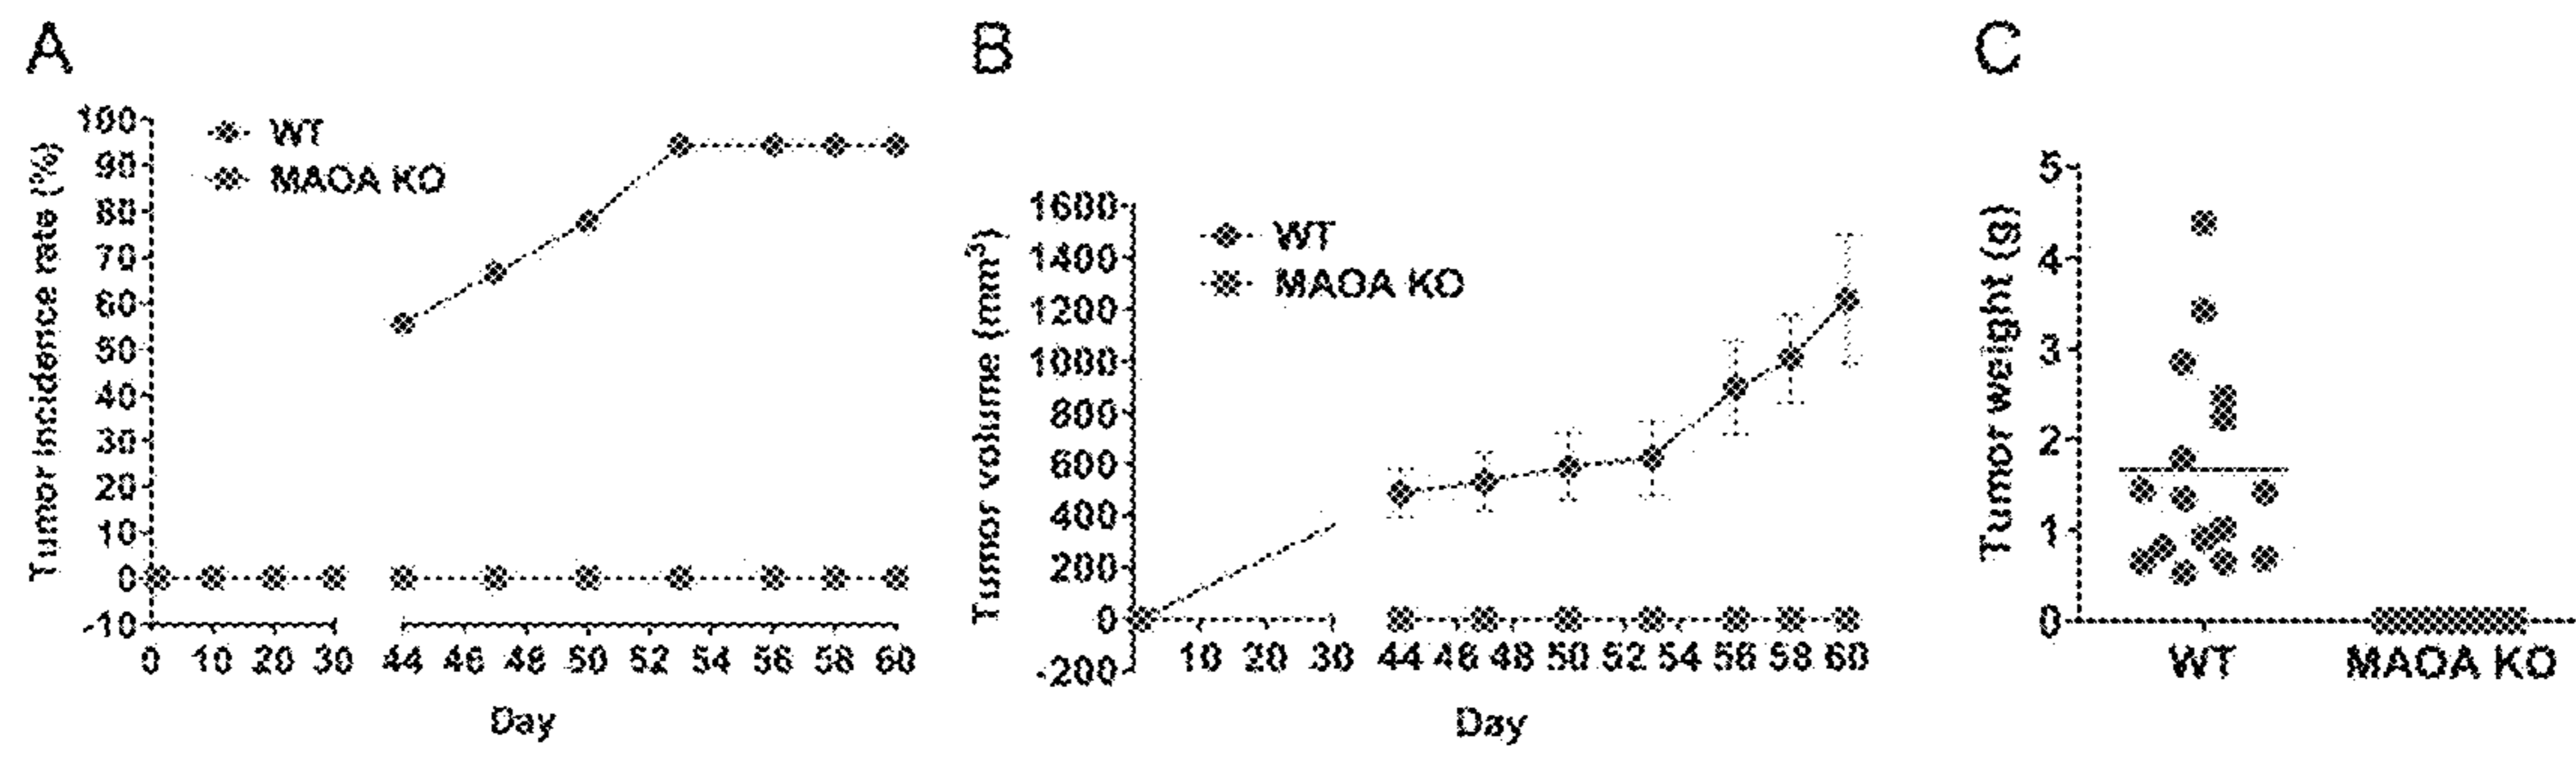 A
Tumor incidence rate (%)
100
90
80
70
60
50
40
30
20
10
0
-10
WT
MAOA KO
0 10 20 30 44 46 48 50 52 54 56 58 60
Day
B
Tumor volume (mm³)
1600
1400
1200
1000
800
600
400
200
0
-200
WT
MAOA KO
10 20 30 44 46 48 50 52 54 56 58 60
Day
C
Tumor weight (g)
5
4
3
2
1
0
WT MAOA KO